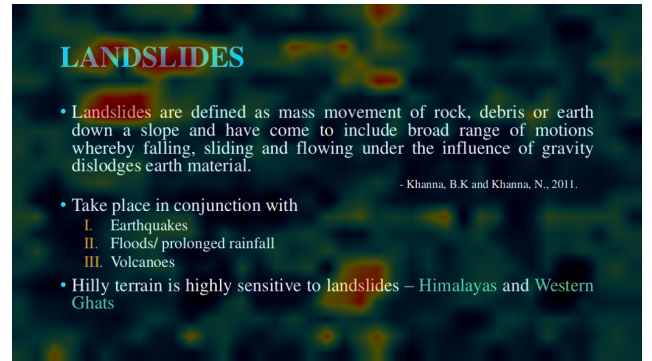 LANDSLIDES
• Landslides are defined as mass movement of rock, debris or earth
down a slope and have come to include broad range of motions
whereby falling, sliding and flowing under the influence of gravity
dislodges earth material.
- Khanna, B.K and Khanna, N., 2011.
• Take place in conjunction with
I. Earthquakes
II. Floods/ prolonged rainfall
III. Volcanoes
• Hilly terrain is highly sensitive to landslides – Himalayas and Western
Ghats